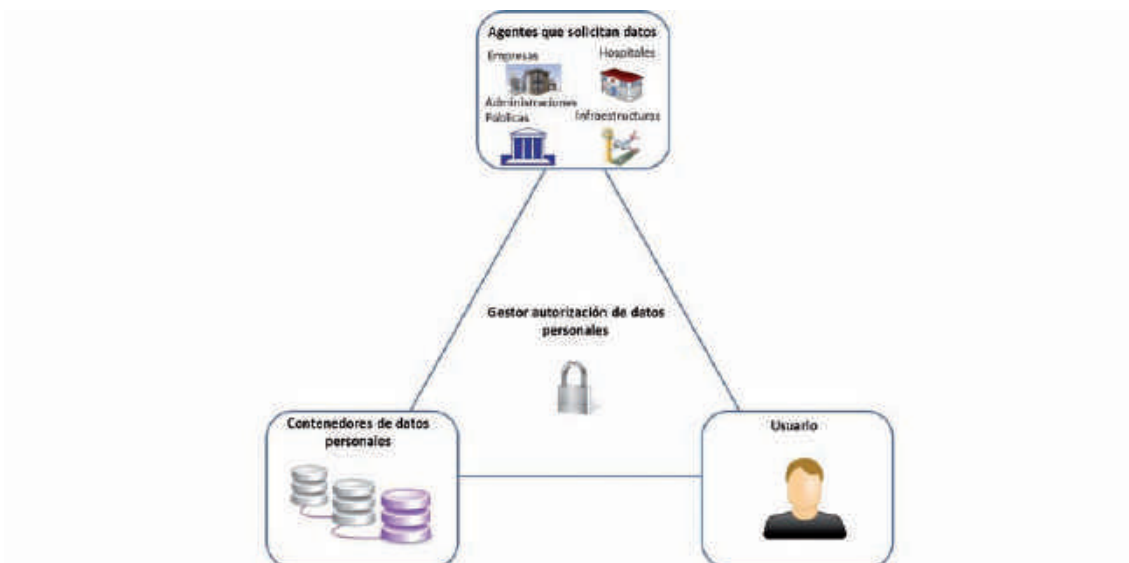 Agentes que solicitan datos
Empresas
Hospitales
Administraciones
Públicas
Infraestructuras
Gestor autorización de datos
personales
Contenedores de datos
personales
Usuario